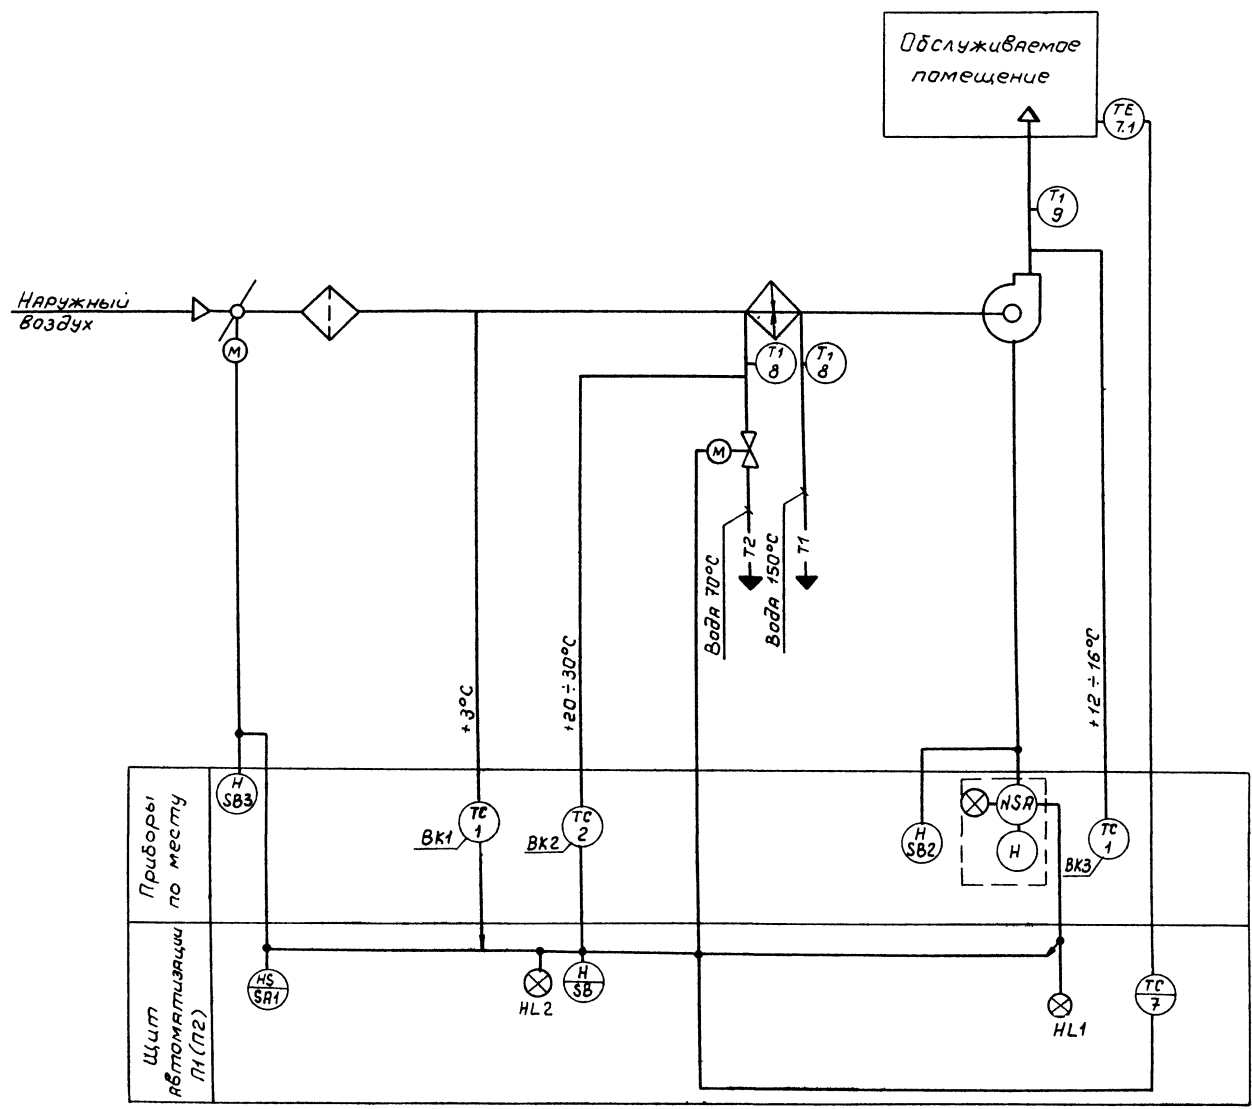 Обслуживаемое
помещение
TE
7.1
T1
9
Наружный
воздух
M
T1
8
T1
8
M
Вода 70°C
T2
Вода 150°C
T1
+3°C
+20÷30°C
+12÷16°C
Приборы
по месту
H
SB3
TC
1
BK1
TC
2
BK2
H
SB2
NSA
H
TC
1
BK3
Щит
автоматизации
П1(П2)
HS
SA1
HL2
H
SB
HL1
TC
7